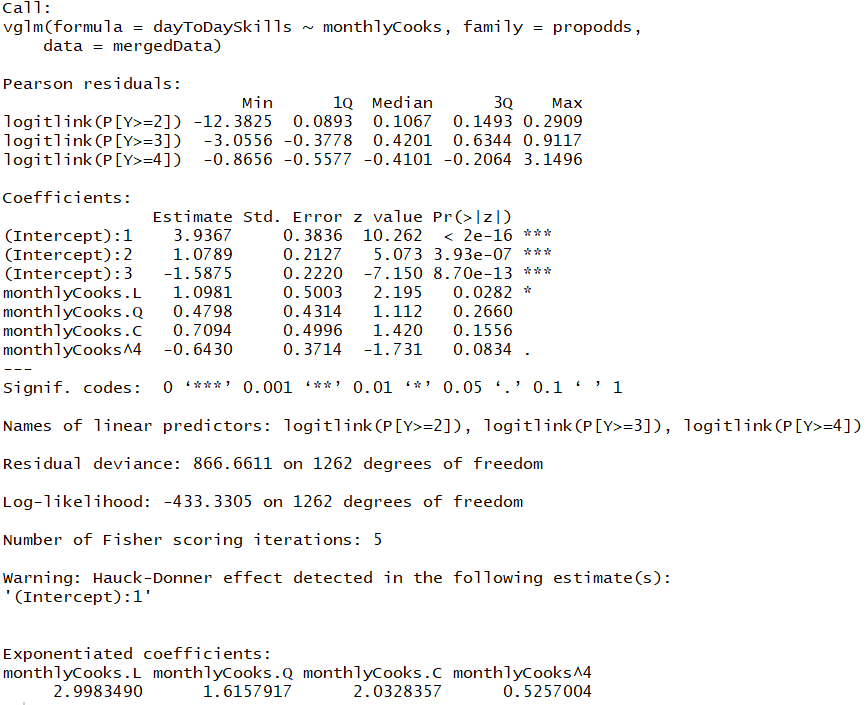 Call:
vglm(formula = dayToDaySkills ~ monthlyCooks, family = propodds,
    data = mergedData)
Pearson residuals:
                         Min      1Q  Median      3Q    Max
logitlink(P[Y>=2]) -12.3825  0.0893  0.1067  0.1493 0.2909
logitlink(P[Y>=3])  -3.0556 -0.3778  0.4201  0.6344 0.9117
logitlink(P[Y>=4])  -0.8656 -0.5577 -0.4101 -0.2064 3.1496
Coefficients:
               Estimate Std. Error z value Pr(>|z|)
(Intercept):1    3.9367     0.3836  10.262  < 2e-16 ***
(Intercept):2    1.0789     0.2127   5.073 3.93e-07 ***
(Intercept):3   -1.5875     0.2220  -7.150 8.70e-13 ***
monthlyCooks.L   1.0981     0.5003   2.195   0.0282 *
monthlyCooks.Q   0.4798     0.4314   1.112   0.2660
monthlyCooks.C   0.7094     0.4996   1.420   0.1556
monthlyCooks^4  -0.6430     0.3714  -1.731   0.0834 .
---
Signif. codes:  0 ‘***’ 0.001 ‘**’ 0.01 ‘*’ 0.05 ‘.’ 0.1 ‘ ’ 1
Names of linear predictors: logitlink(P[Y>=2]), logitlink(P[Y>=3]), logitlink(P[Y>=4])
Residual deviance: 866.6611 on 1262 degrees of freedom
Log-likelihood: -433.3305 on 1262 degrees of freedom
Number of Fisher scoring iterations: 5
Warning: Hauck-Donner effect detected in the following estimate(s):
'(Intercept):1'
Exponentiated coefficients:
monthlyCooks.L monthlyCooks.Q monthlyCooks.C monthlyCooks^4
     2.9983490      1.6157917      2.0328357      0.5257004